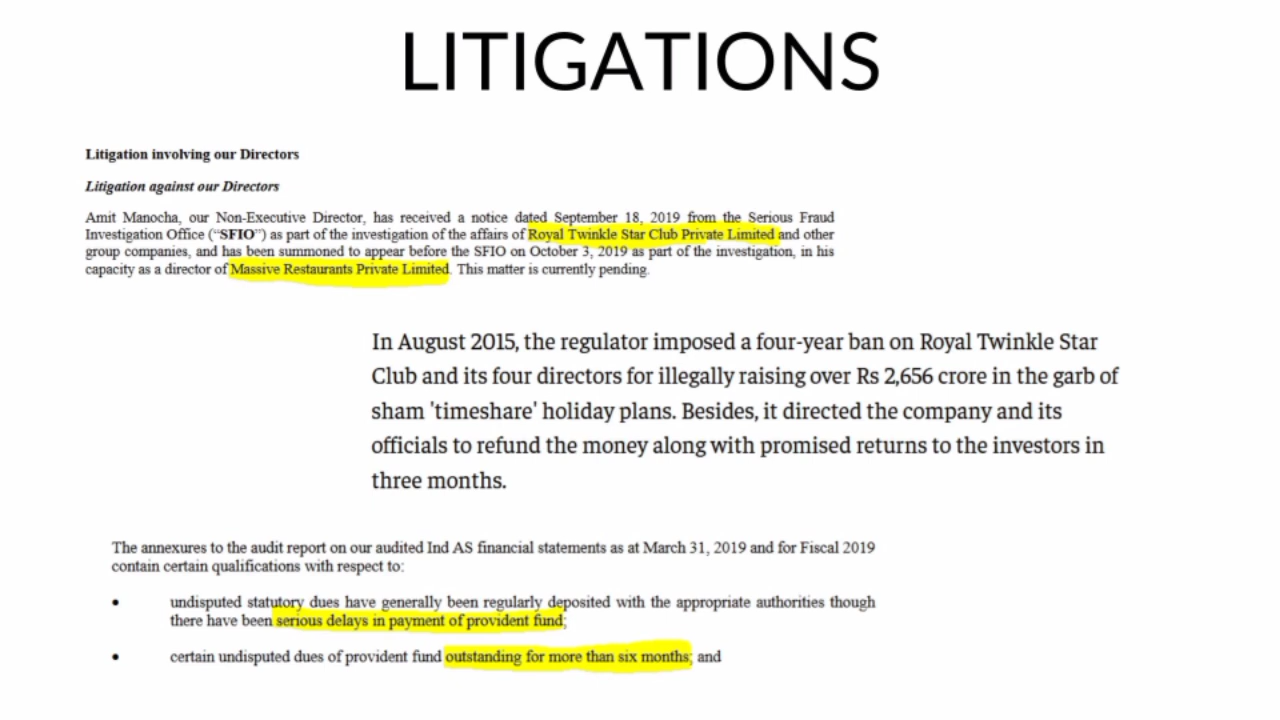 LITIGATIONS
Litigation involving our Directors
Litigation against our Directors
Amit Manocha, our Non-Executive Director, has received a notice dated September 18, 2019 from the Serious Fraud
Investigation Office (“SFIO”) as part of the investigation of the affairs of Royal Twinkle Star Club Private Limited and other
group companies, and has been summoned to appear before the SFIO on October 3, 2019 as part of the investigation, in his
capacity as a director of Massive Restaurants Private Limited. This matter is currently pending.
In August 2015, the regulator imposed a four-year ban on Royal Twinkle Star
Club and its four directors for illegally raising over Rs 2,656 crore in the garb of
sham 'timeshare' holiday plans. Besides, it directed the company and its
officials to refund the money along with promised returns to the investors in
three months.
The annexures to the audit report on our audited Ind AS financial statements as at March 31, 2019 and for Fiscal 2019
contain certain qualifications with respect to:
• undisputed statutory dues have generally been regularly deposited with the appropriate authorities though
there have been serious delays in payment of provident fund;
• certain undisputed dues of provident fund outstanding for more than six months; and